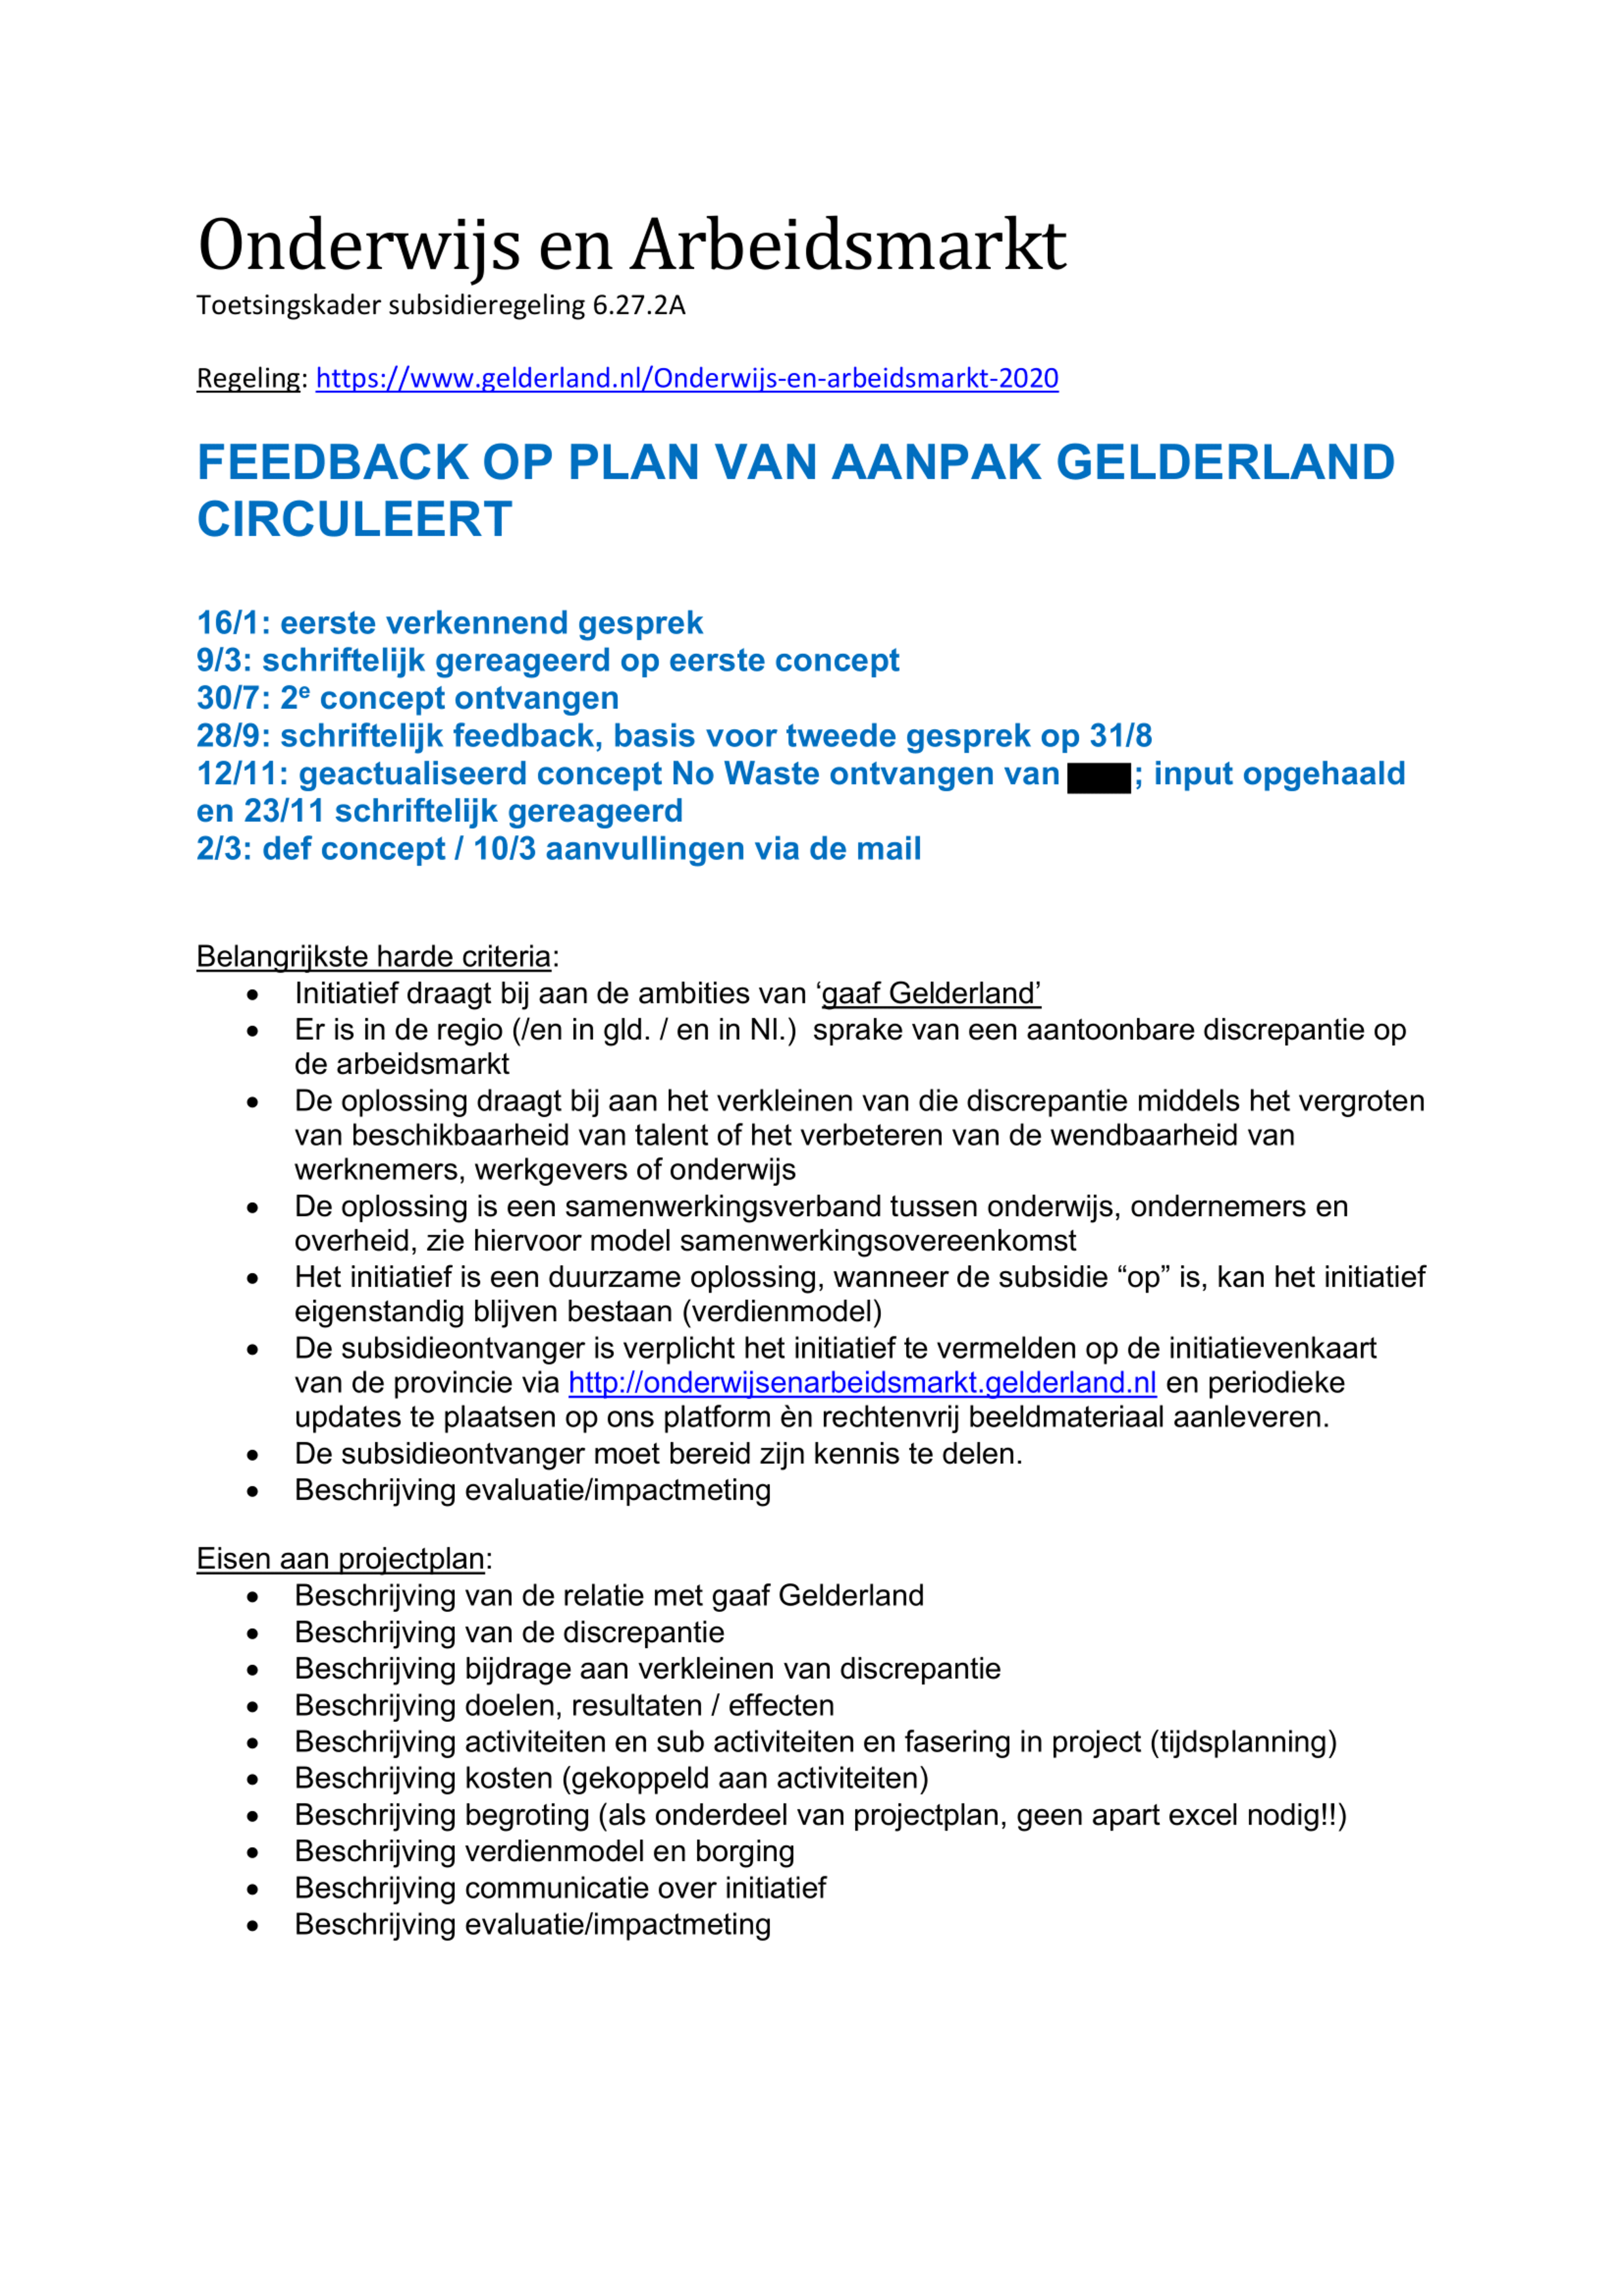 Onderwijs en Arbeidsmarkt
Toetsingskader subsidieregeling 6.27.2A
Regeling: https://www.gelderland.nl/Onderwijs-en-arbeidsmarkt-2020
FEEDBACK OP PLAN VAN AANPAK GELDERLAND
CIRCULEERT
16/1: eerste verkennend gesprek
9/3: schriftelijk gereageerd op eerste concept
30/7: 2e concept ontvangen
28/9: schriftelijk feedback, basis voor tweede gesprek op 31/8
12/11: geactualiseerd concept No Waste ontvangen van ; input opgehaald
en 23/11 schriftelijk gereageerd
2/3: def concept / 10/3 aanvullingen via de mail
Belangrijkste harde criteria:
• Initiatief draagt bij aan de ambities van ‘gaaf Gelderland’
• Er is in de regio (/en in gld. / en in Nl.) sprake van een aantoonbare discrepantie op
de arbeidsmarkt
• De oplossing draagt bij aan het verkleinen van die discrepantie middels het vergroten
van beschikbaarheid van talent of het verbeteren van de wendbaarheid van
werknemers, werkgevers of onderwijs
• De oplossing is een samenwerkingsverband tussen onderwijs, ondernemers en
overheid, zie hiervoor model samenwerkingsovereenkomst
• Het initiatief is een duurzame oplossing, wanneer de subsidie “op” is, kan het initiatief
eigenstandig blijven bestaan (verdienmodel)
• De subsidieontvanger is verplicht het initiatief te vermelden op de initiatievenkaart
van de provincie via http://onderwijsenarbeidsmarkt.gelderland.nl en periodieke
updates te plaatsen op ons platform èn rechtenvrij beeldmateriaal aanleveren.
• De subsidieontvanger moet bereid zijn kennis te delen.
• Beschrijving evaluatie/impactmeting
Eisen aan projectplan:
• Beschrijving van de relatie met gaaf Gelderland
• Beschrijving van de discrepantie
• Beschrijving bijdrage aan verkleinen van discrepantie
• Beschrijving doelen, resultaten / effecten
• Beschrijving activiteiten en sub activiteiten en fasering in project (tijdsplanning)
• Beschrijving kosten (gekoppeld aan activiteiten)
• Beschrijving begroting (als onderdeel van projectplan, geen apart excel nodig!!)
• Beschrijving verdienmodel en borging
• Beschrijving communicatie over initiatief
• Beschrijving evaluatie/impactmeting